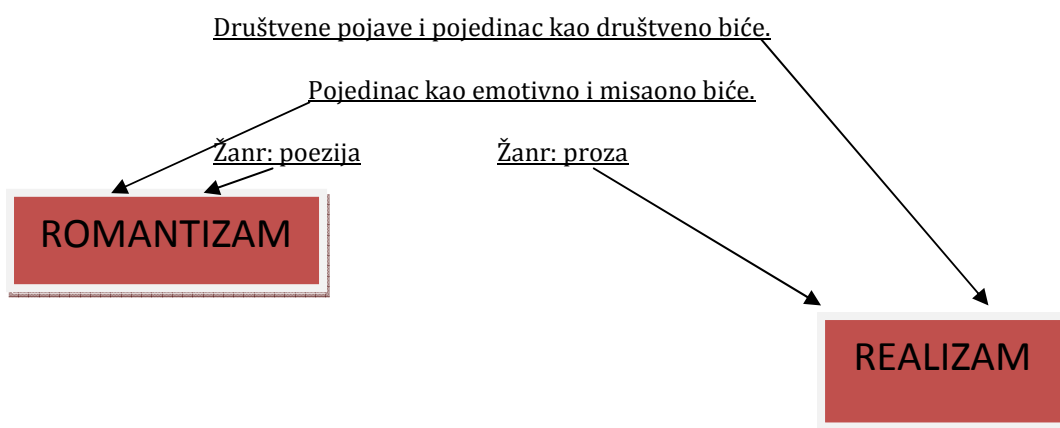 Društvene pojave i pojedinac kao društveno biće.
Pojedinac kao emotivno i misaono biće.
Žanr: poezija
Žanr: proza
ROMANTIZAM
REALIZAM